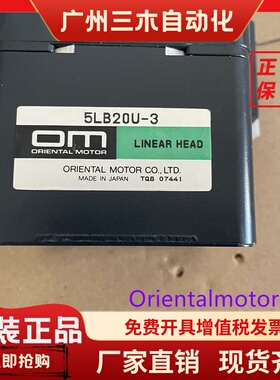 广州三木自动化
正
保
5LB20U-3
OM
ORIENTAL MOTOR
LINEAR HEAD
ORIENTAL MOTOR CO., LTD.
MADE IN JAPAN TQB 07441
Orientalmotor
装正品
免费开具增值税发票
即抢购
厂家直销 现货